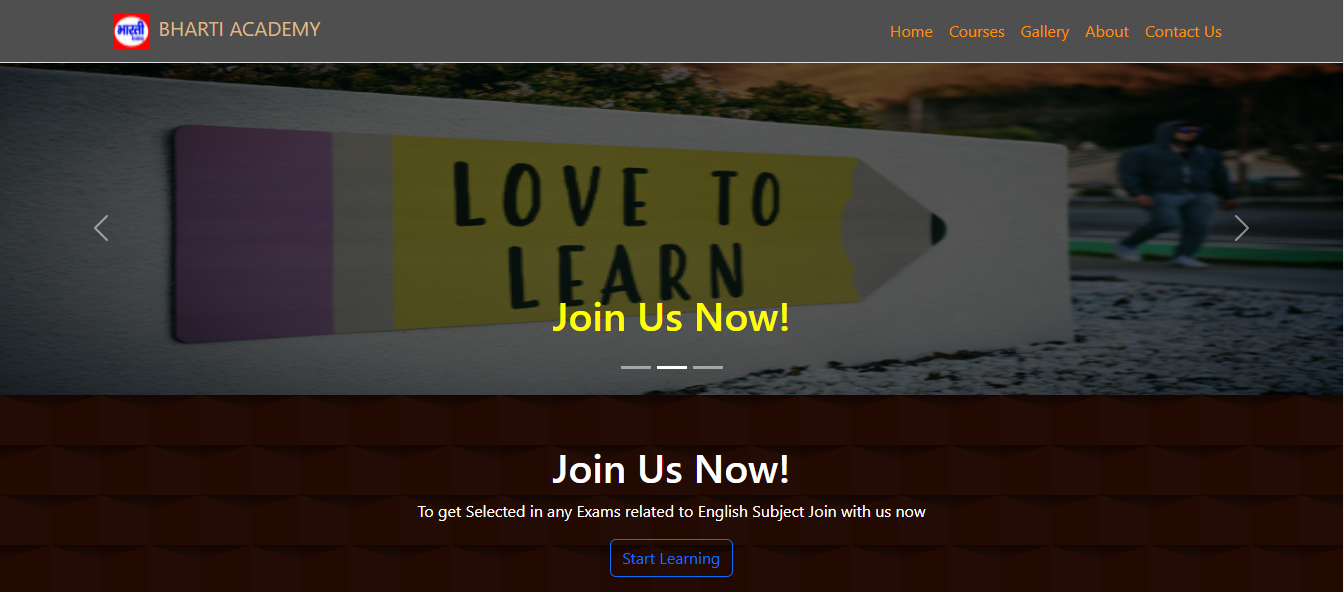 भारती
BHARTI ACADEMY
Home Courses Gallery About Contact Us
LOVE TO
LEARN
Join Us Now!
Join Us Now!
To get Selected in any Exams related to English Subject Join with us now
Start Learning